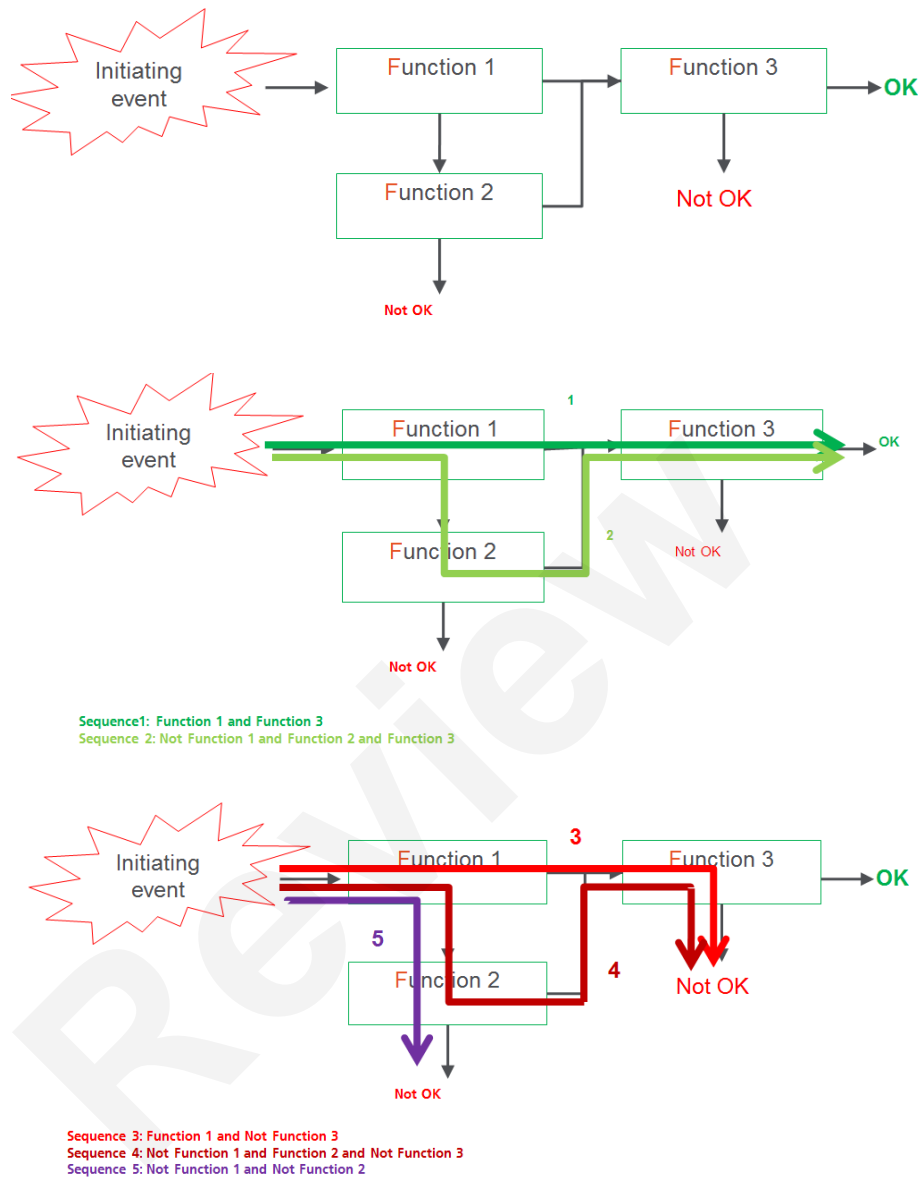 Initiating
event
Function 1
Function 3
OK
Function 2
Not OK
Not OK
1
Initiating
event
Function 1
Function 3
OK
2
Function 2
Not OK
Not OK
Sequence1: Function 1 and Function 3
Sequence 2: Not Function 1 and Function 2 and Function 3
3
Initiating
event
Function 1
Function 3
OK
5
4
Function 2
Not OK
Not OK
Sequence 3: Function 1 and Not Function 3
Sequence 4: Not Function 1 and Function 2 and Not Function 3
Sequence 5: Not Function 1 and Not Function 2
Review